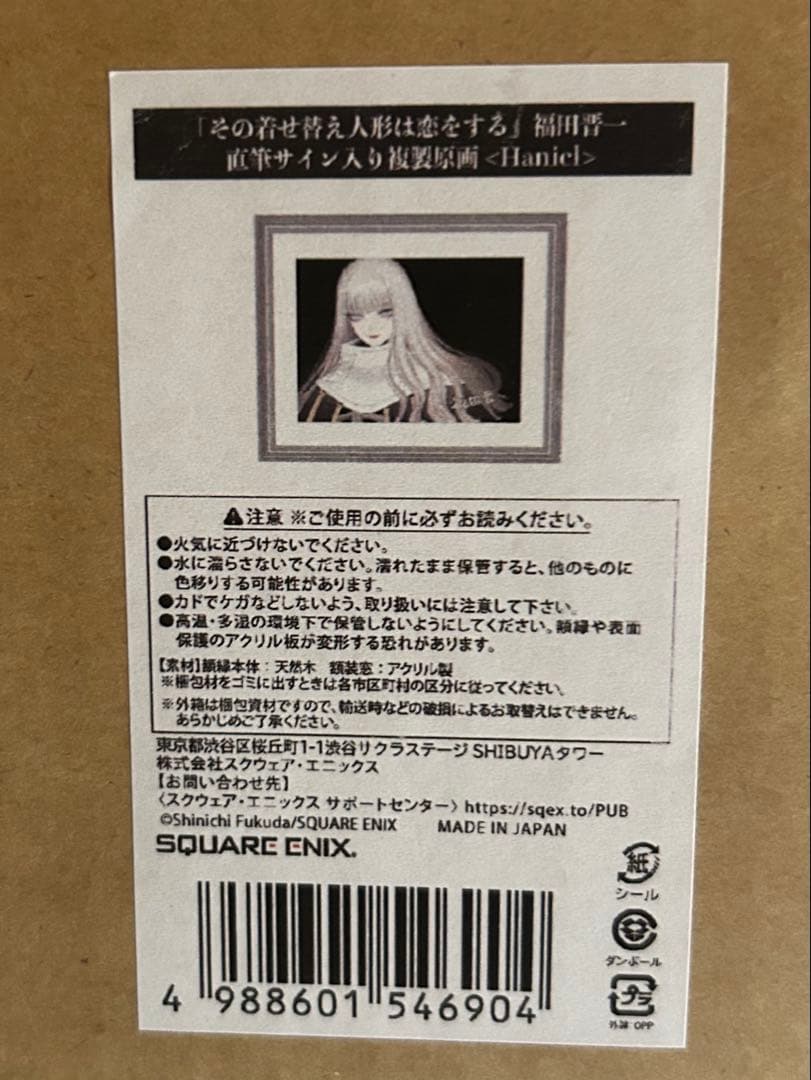 「その着せ替え人形は恋をする」福田晋一
直筆サイン入り複製原画<Haniel>
⚠注意 ※ご使用の前に必ずお読みください。
●火気に近づけないでください。
●水に濡らさないでください。濡れたまま保管すると、他のものに
色移りする可能性があります。
●カドでケガなどしないよう、取り扱いには注意して下さい。
●高温・多湿の環境下で保管しないようにしてください。額縁や表面
保護のアクリル板が変形する恐れがあります。
【素材】額縁本体：天然木　額装窓：アクリル製
※梱包材をゴミに出すときは各市区町村の区分に従ってください。
※外箱は梱包資材ですので、輸送時などの破損によるお取替えはできません。
あらかじめご了承ください。
東京都渋谷区桜丘町1-1渋谷サクラステージ SHIBUYAタワー
株式会社スクウェア・エニックス
【お問い合わせ先】
〈スクウェア・エニックス サポートセンター〉https://sqex.to/PUB
©Shinichi Fukuda/SQUARE ENIX MADE IN JAPAN
SQUARE ENIX.
紙
シール
ダンボール
プラ
外装:OPP
4 988601 546904